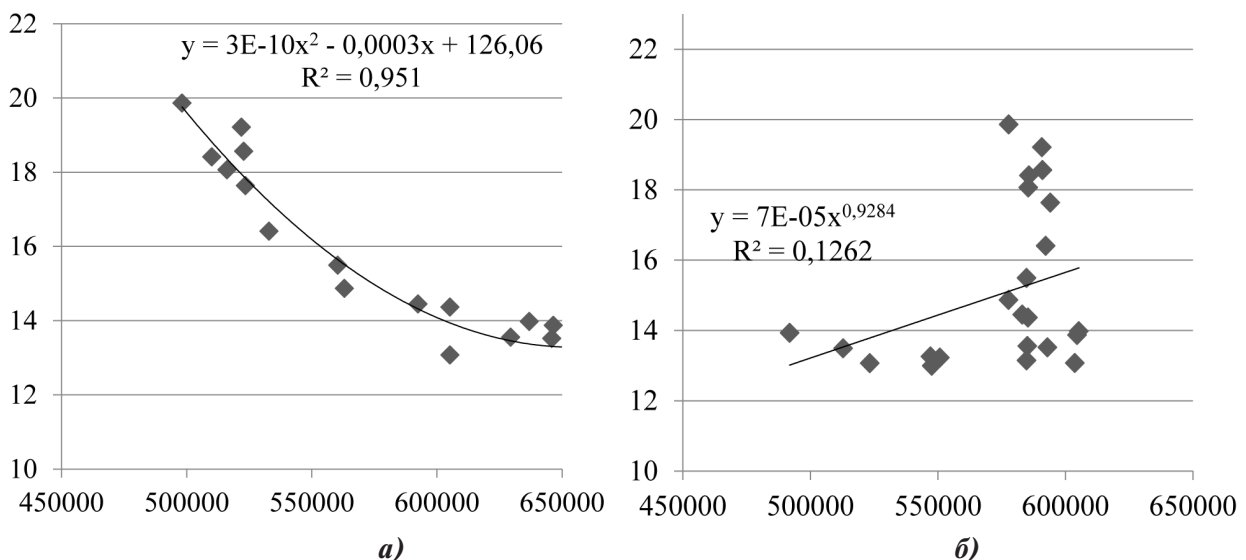 22
20
18
16
14
12
10
y = 3E-10x² - 0,0003x + 126,06
R² = 0,951
450000 500000 550000 600000 650000
а)
22
20
18
16
14
12
10
y = 7E-05x^0,9284
R² = 0,1262
450000 500000 550000 600000 650000
б)